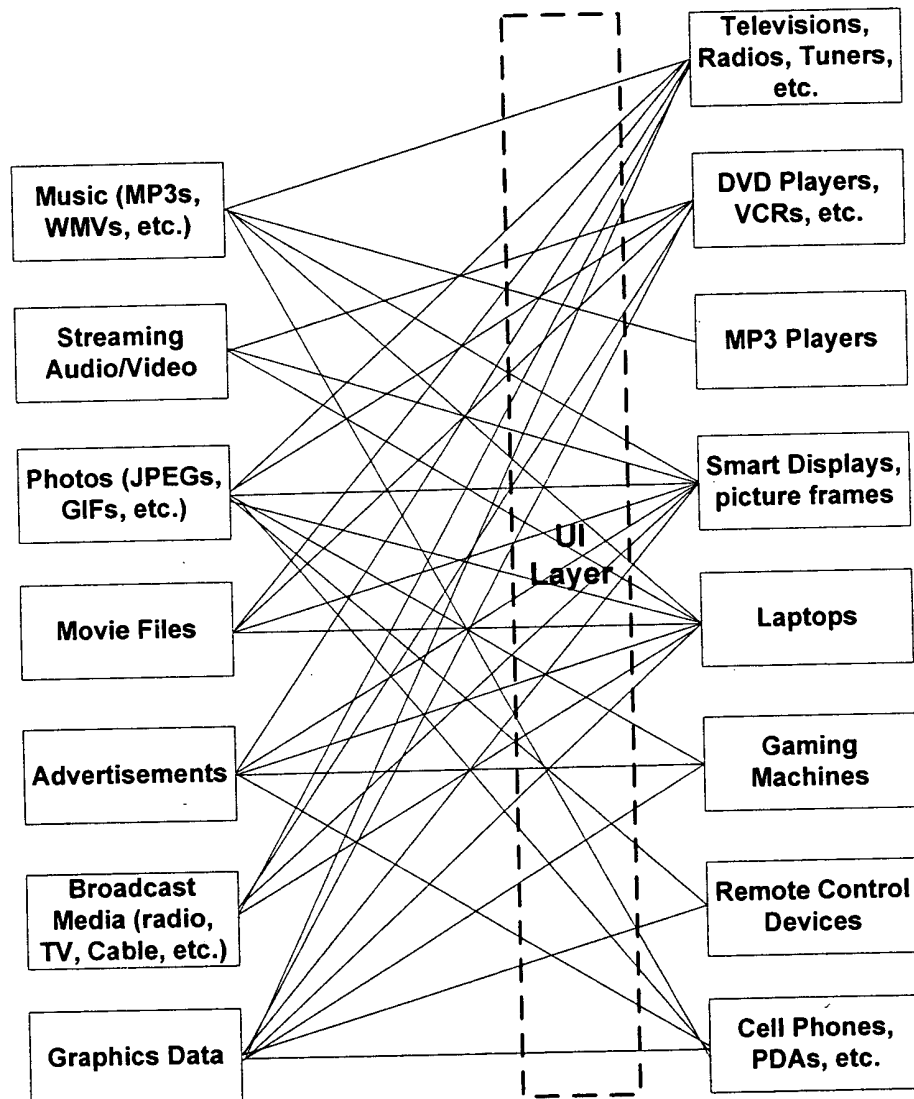 Music (MP3s,
WMVs, etc.)
Streaming
Audio/Video
Photos (JPEGs,
GIFs, etc.)
Movie Files
Advertisements
Broadcast
Media (radio,
TV, Cable, etc.)
Graphics Data
UI
Layer
Televisions,
Radios, Tuners,
etc.
DVD Players,
VCRs, etc.
MP3 Players
Smart Displays,
picture frames
Laptops
Gaming
Machines
Remote Control
Devices
Cell Phones,
PDAs, etc.